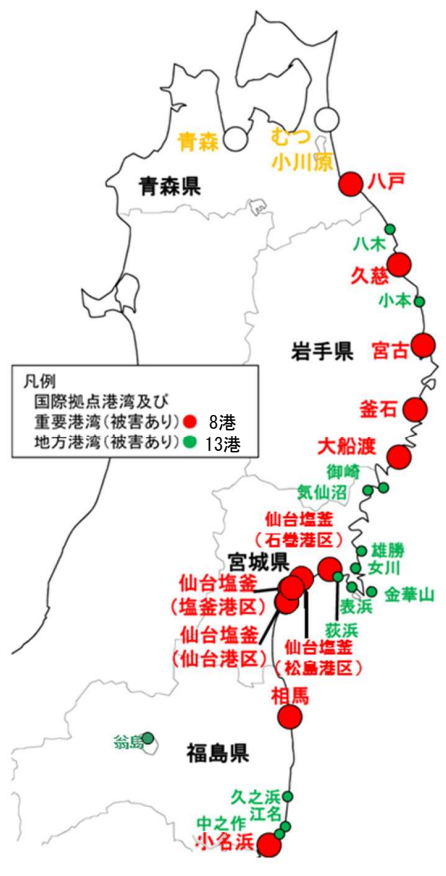 青森
むつ
小川原
青森県
八戸
八木
久慈
小本
岩手県
宮古
凡例
国際拠点港湾及び
重要港湾(被害あり) 8港
地方港湾(被害あり) 13港
釜石
大船渡
御崎
気仙沼
仙台塩釜
(石巻港区)
宮城県
雄勝
女川
金華山
仙台塩釜
(塩釜港区)
表浜
荻浜
仙台塩釜
(仙台港区)
仙台塩釜
(松島港区)
相馬
翁島
福島県
久之浜
江名
中之作
小名浜